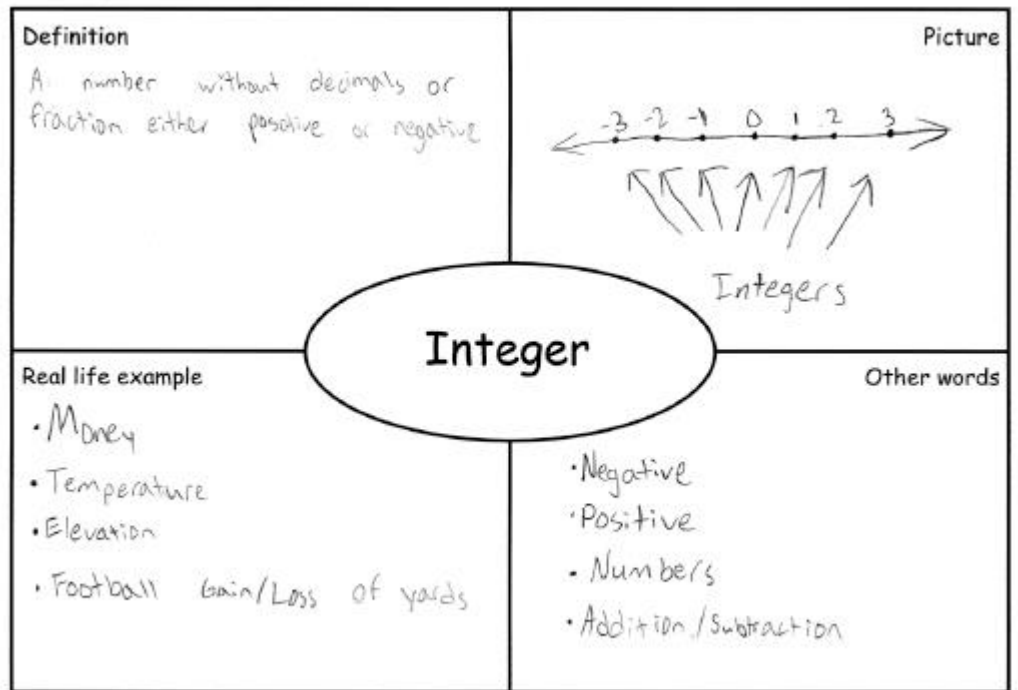 Definition
A number without decimals or
fraction either posative or negative
Picture
-3 -2 -1 0 1 2 3
Integers
Integer
Real life example
• Money
• Temperature
• Elevation
• Football Gain/Loss of yards
Other words
• Negative
• Positive
• Numbers
• Addition/Subtraction